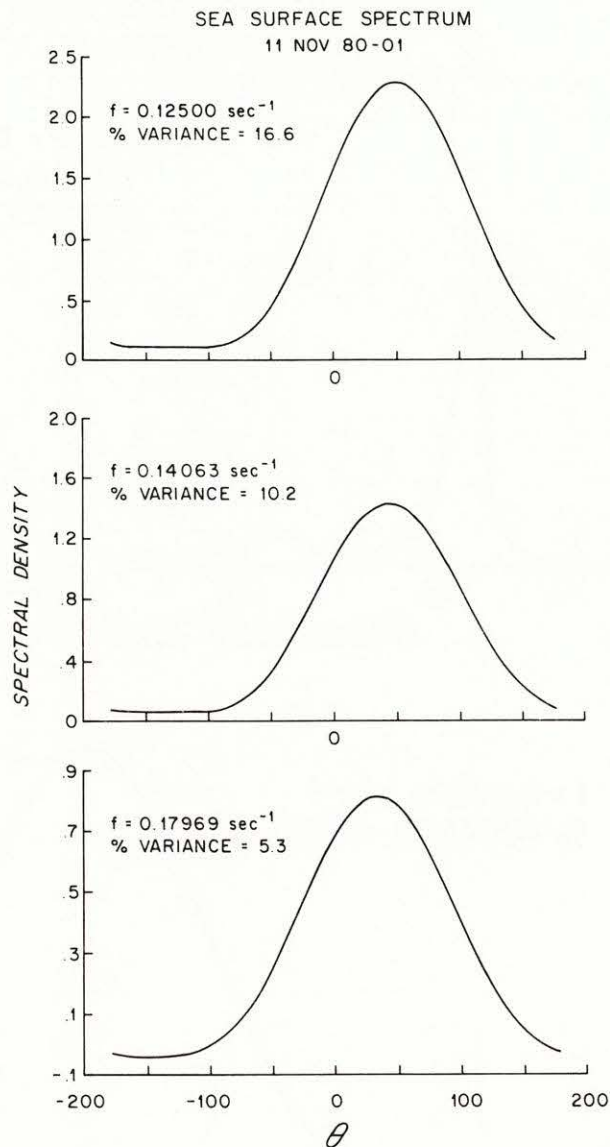 SEA SURFACE SPECTRUM
11 NOV 80-01
2.5
2.0
1.5
1.0
.5
0
f = 0.12500 sec⁻¹
% VARIANCE = 16.6
0
SPECTRAL DENSITY
2.0
1.6
1.2
.8
.4
0
f = 0.14063 sec⁻¹
% VARIANCE = 10.2
0
.9
.7
.5
.3
.1
-.1
f = 0.17969 sec⁻¹
% VARIANCE = 5.3
-200 -100 0 100 200
θ